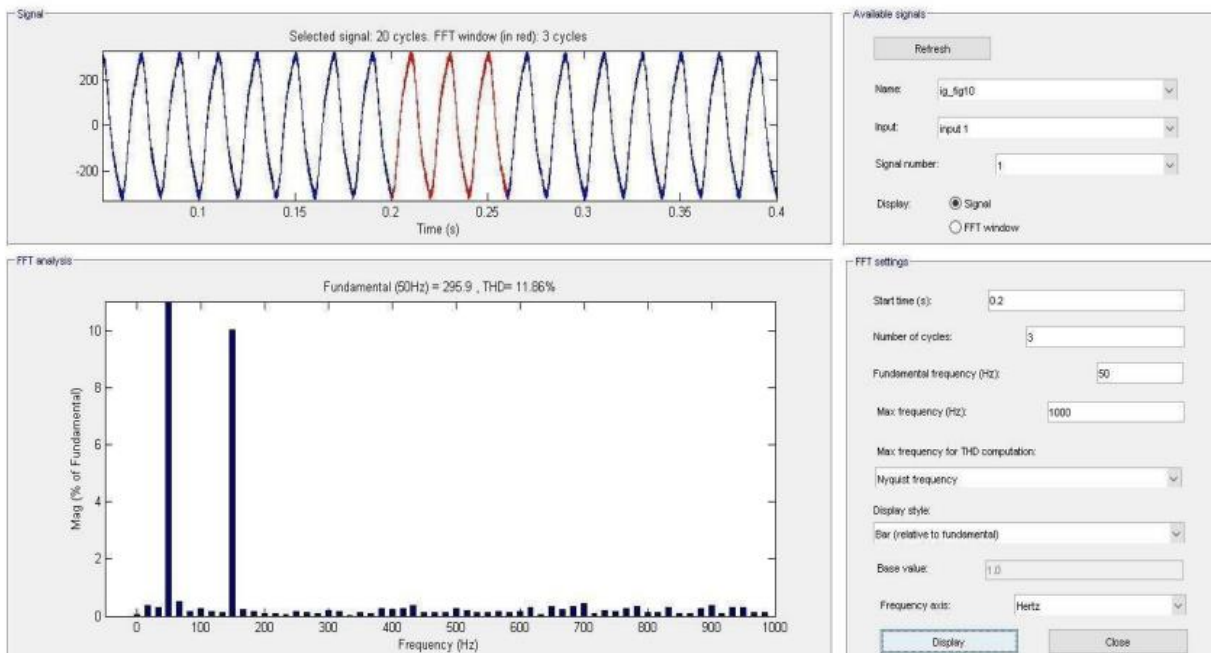 Signal
Selected signal: 20 cycles. FFT window (in red): 3 cycles
200
0
-200
0.1 0.15 0.2 0.25 0.3 0.35 0.4
Time (s)
Available signals
Refresh
Name: ig_fig10
Input: input 1
Signal number: 1
Display: Signal
FFT window
FFT analysis
Fundamental (50Hz) = 295.9 , THD= 11.86%
10
8
6
4
2
0
Mag (% of Fundamental)
0 100 200 300 400 500 600 700 800 900 1000
Frequency (Hz)
FFT settings
Start time (s): 0.2
Number of cycles: 3
Fundamental frequency (Hz): 50
Max frequency (Hz): 1000
Max frequency for THD computation:
Nyquist frequency
Display style:
Bar (relative to fundamental)
Base value: 1.0
Frequency axis: Hertz
Display Close